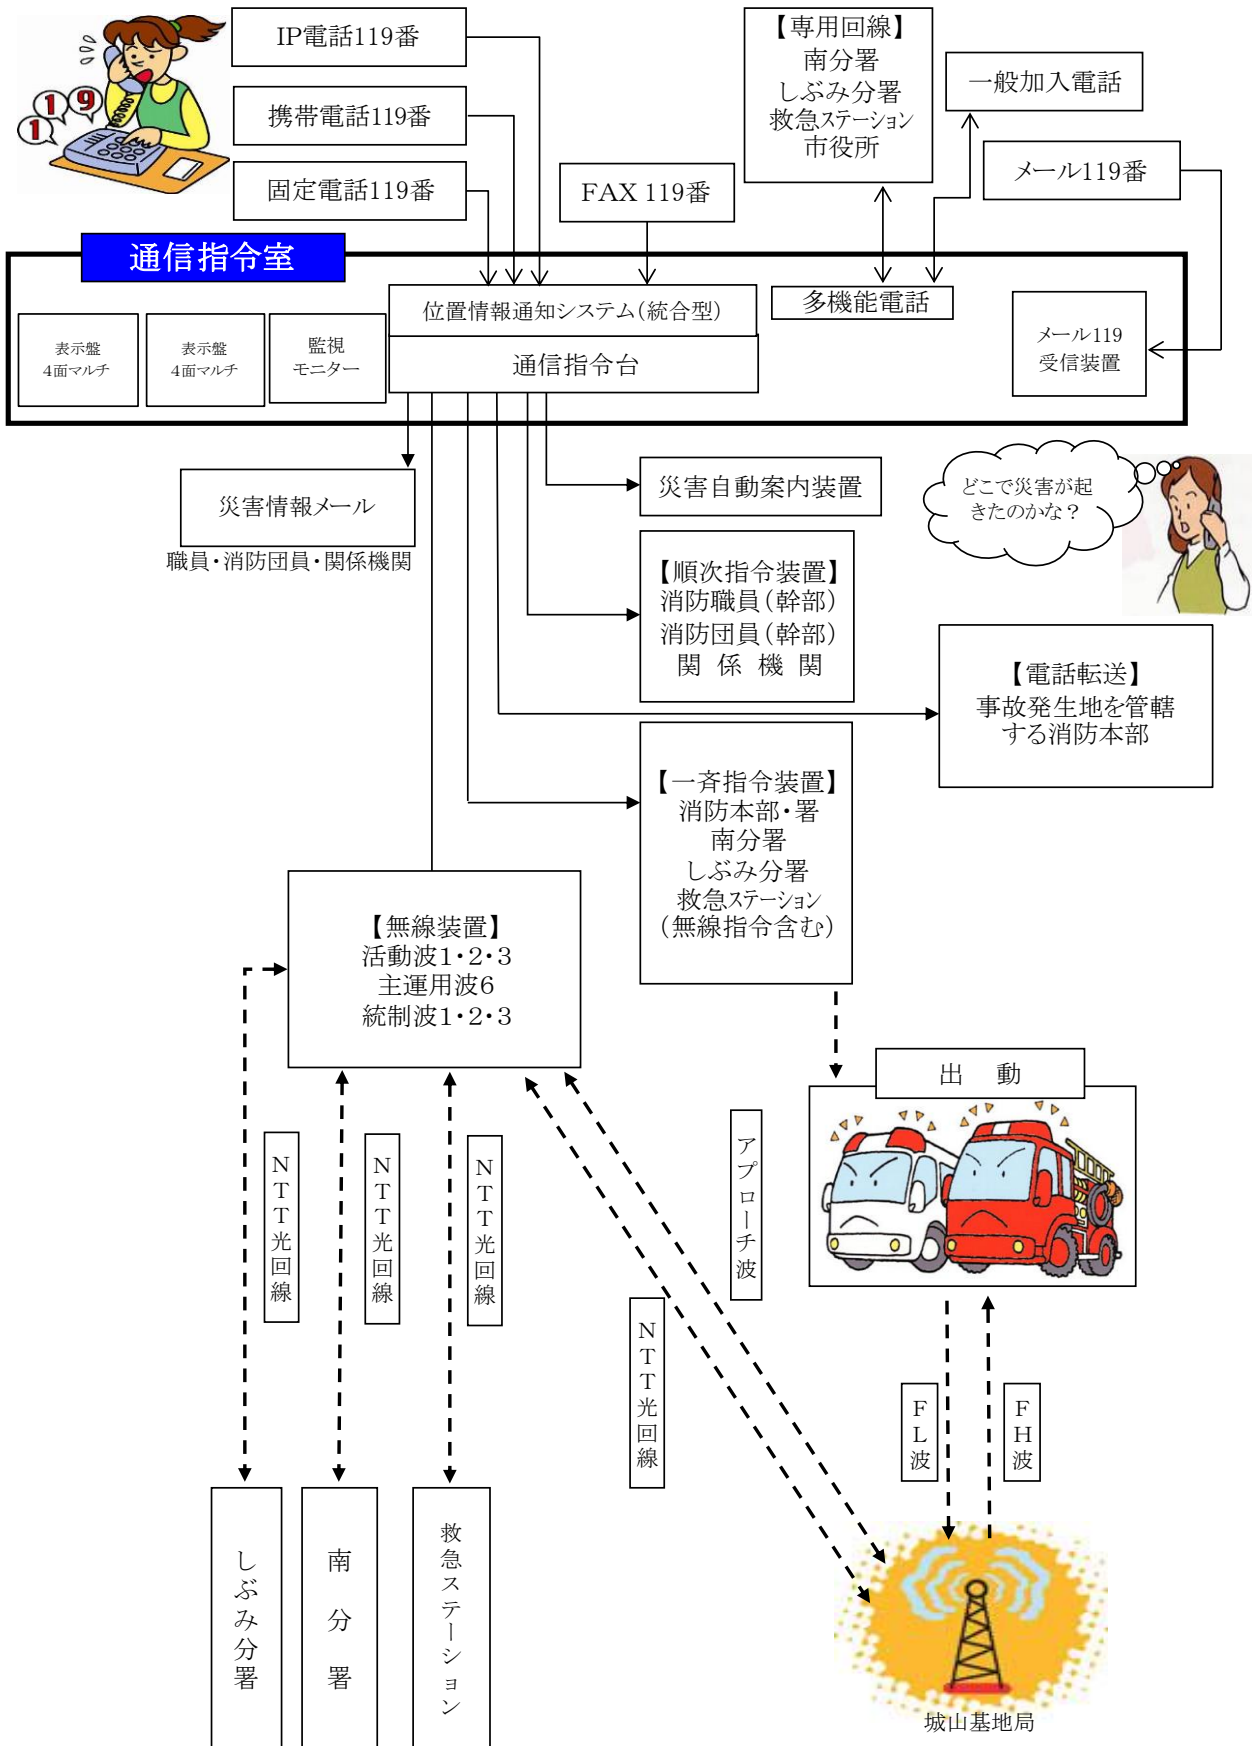 IP電話119番
携帯電話119番
固定電話119番
1 1 9
FAX 119番
【専用回線】
南分署
しぶみ分署
救急ステーション
市役所
一般加入電話
メール119番
通信指令室
位置情報通知システム(統合型)
通信指令台
多機能電話
メール119
受信装置
表示盤
4面マルチ
表示盤
4面マルチ
監視
モニター
災害情報メール
職員・消防団員・関係機関
災害自動案内装置
どこで災害が起
きたのかな?
【順次指令装置】
消防職員(幹部)
消防団員(幹部)
関係機関
【電話転送】
事故発生地を管轄
する消防本部
【一斉指令装置】
消防本部・署
南分署
しぶみ分署
救急ステーション
(無線指令含む)
【無線装置】
活動波1・2・3
主運用波6
統制波1・2・3
出動
NTT光回線
NTT光回線
NTT光回線
アプローチ波
NTT光回線
FL波
FH波
しぶみ分署
南分署
救急ステーション
城山基地局